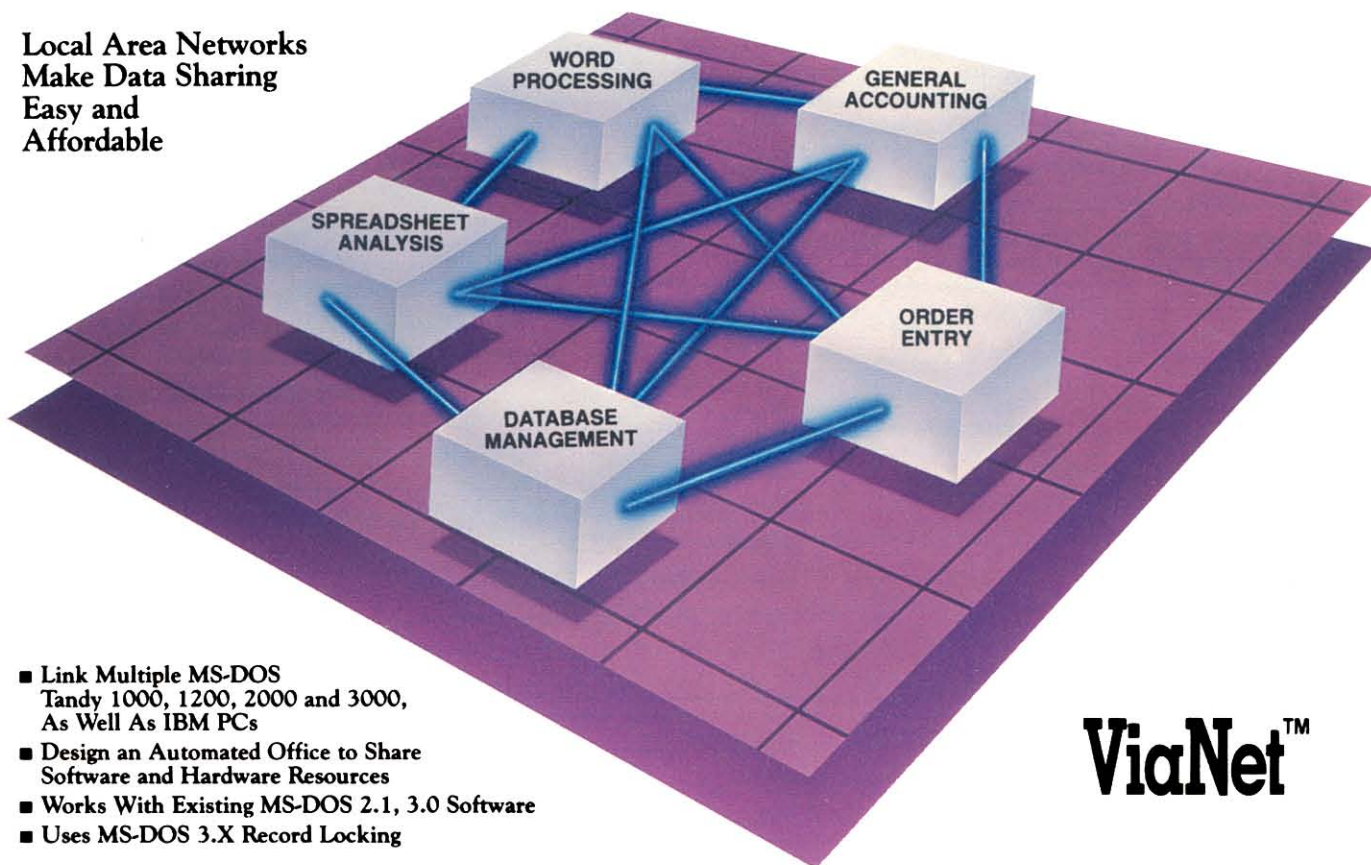 Local Area Networks
Make Data Sharing
Easy and
Affordable
WORD
PROCESSING
GENERAL
ACCOUNTING
SPREADSHEET
ANALYSIS
ORDER
ENTRY
DATABASE
MANAGEMENT
■ Link Multiple MS-DOS
Tandy 1000, 1200, 2000 and 3000,
As Well As IBM PCs
■ Design an Automated Office to Share
Software and Hardware Resources
■ Works With Existing MS-DOS 2.1, 3.0 Software
■ Uses MS-DOS 3.X Record Locking
ViaNet™